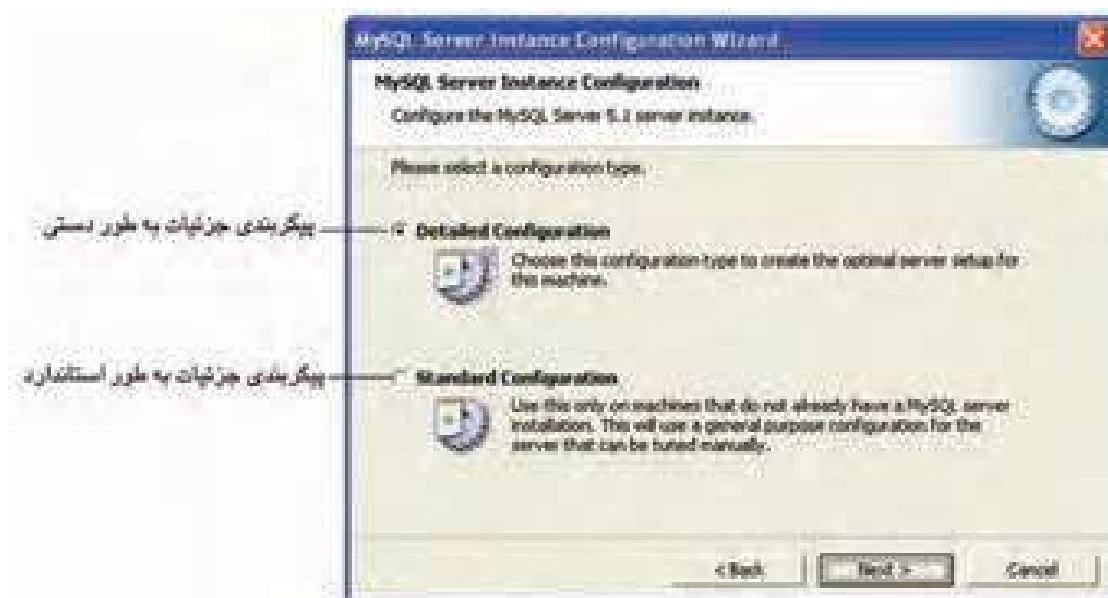 MySQL Server Instance Configuration Wizard
MySQL Server Instance Configuration
Configure the MySQL Server 5.1 server instance.
Please select a configuration type.
پیکربندی جزئیات به طور دستی
Detailed Configuration
Choose this configuration type to create the optimal server setup for
this machine.
پیکربندی جزئیات به طور استاندارد
Standard Configuration
Use this only on machines that do not already have a MySQL server
installation. This will use a general purpose configuration for the
server that can be tuned manually.
< Back
Next >
Cancel